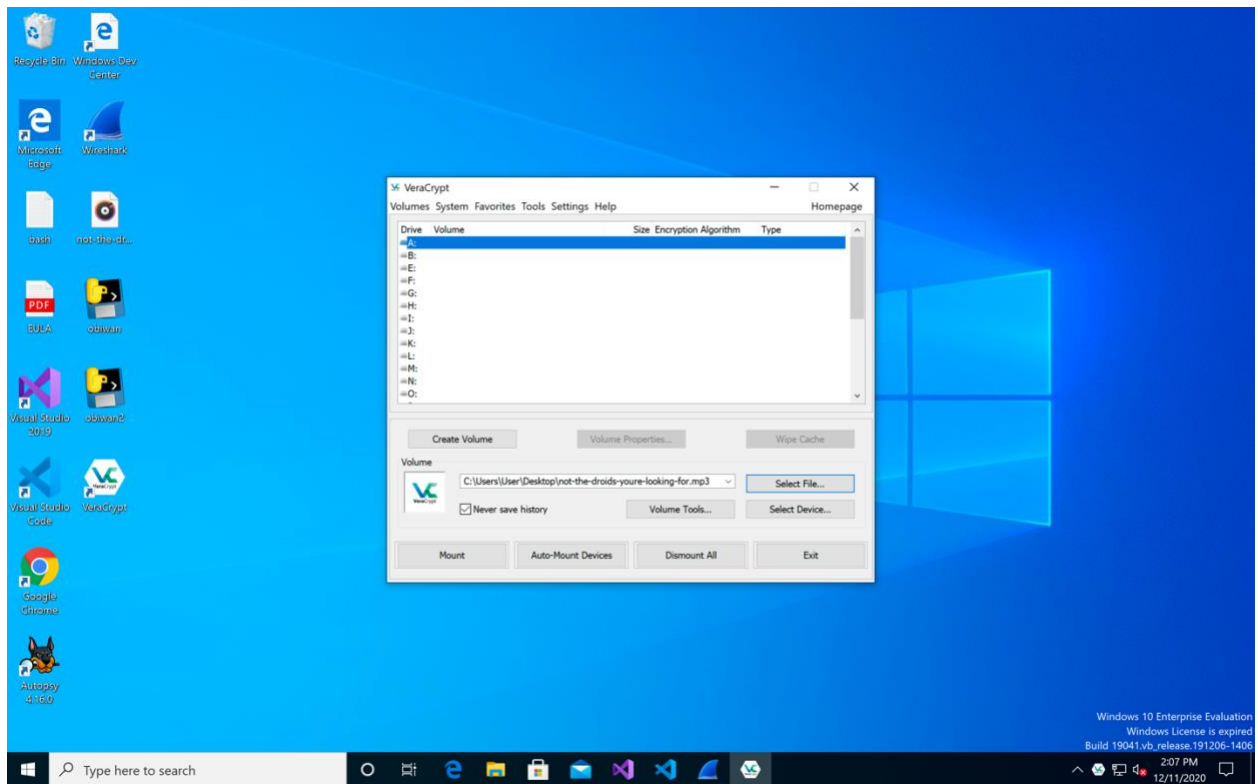 Recycle Bin
Windows Dev
Center
Microsoft
Edge
Wireshark
bash
not-the-dr...
PDF
EULA
obiwan
Visual Studio
2019
obiwan2
Visual Studio
Code
VeraCrypt
Google
Chrome
Autopsy
4.16.0
VeraCrypt
Volumes System Favorites Tools Settings Help Homepage
Drive Volume Size Encryption Algorithm Type
A:
B:
E:
F:
G:
H:
I:
J:
K:
L:
M:
N:
O:
Create Volume Volume Properties... Wipe Cache
Volume
VeraCrypt
C:\Users\User\Desktop\not-the-droids-youre-looking-for.mp3 Select File...
Never save history Volume Tools... Select Device...
Mount Auto-Mount Devices Dismount All Exit
Windows 10 Enterprise Evaluation
Windows License is expired
Build 19041.vb_release.191206-1406
Type here to search
2:07 PM
12/11/2020